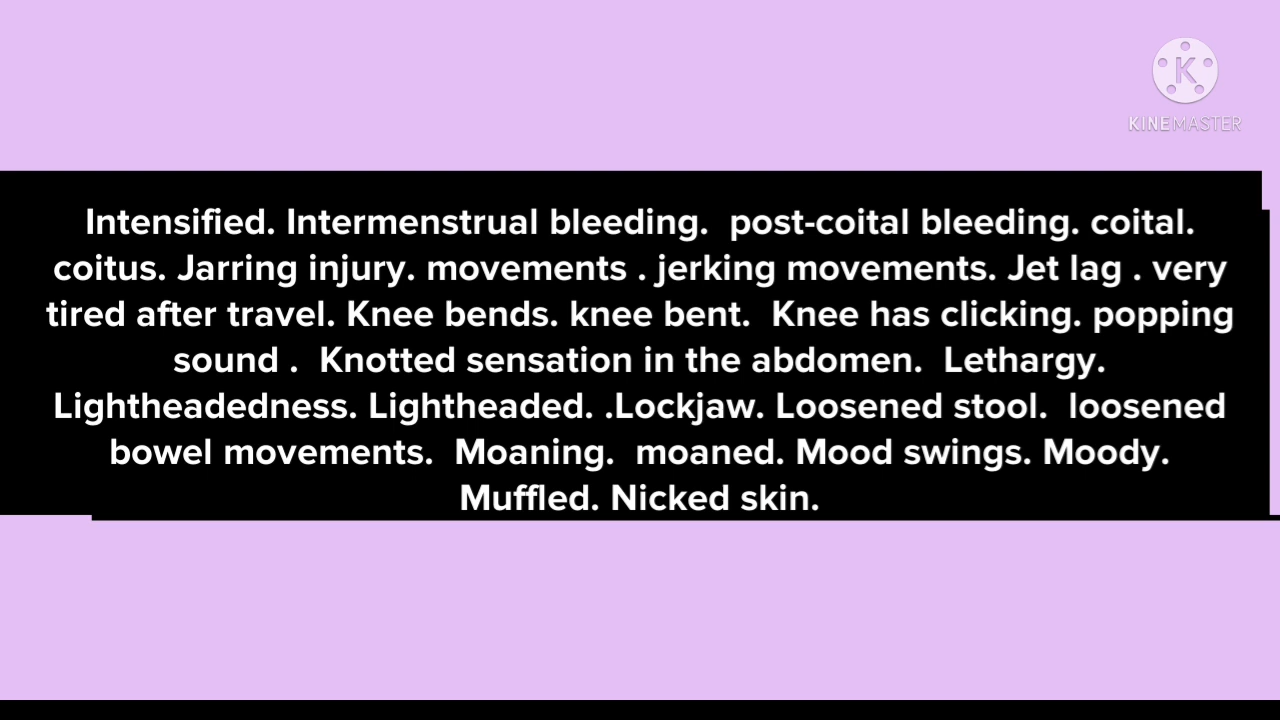 KINEMASTER
Intensified. Intermenstrual bleeding.  post-coital bleeding. coital.
coitus. Jarring injury. movements . jerking movements. Jet lag . very
tired after travel. Knee bends. knee bent.  Knee has clicking. popping
sound .  Knotted sensation in the abdomen.  Lethargy.
Lightheadedness. Lightheaded. .Lockjaw. Loosened stool.  loosened
bowel movements.  Moaning.  moaned. Mood swings. Moody.
Muffled. Nicked skin.